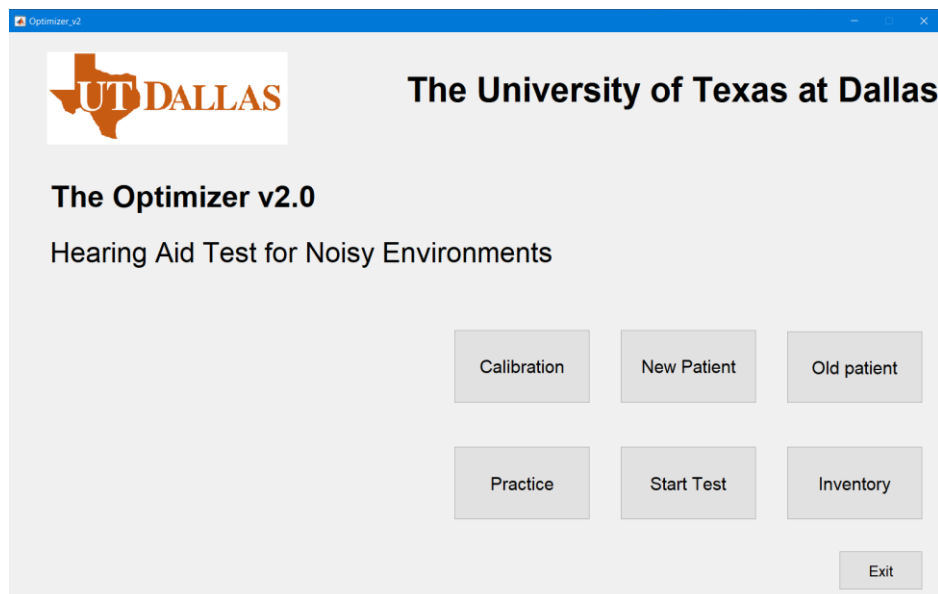 Optimizer_v2
UT DALLAS
The University of Texas at Dallas
The Optimizer v2.0
Hearing Aid Test for Noisy Environments
Calibration
New Patient
Old patient
Practice
Start Test
Inventory
Exit